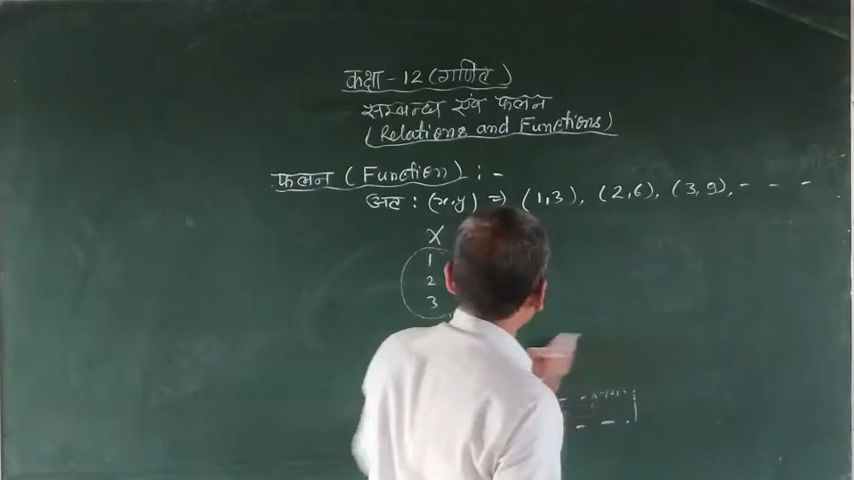 कक्षा - 12 (गणित)
सम्बन्ध एवं फलन
(Relations and Functions)
फलन (Function) : -
अतः (x,y) => (1,3), (2,6), (3,9), - - -
X
1
2
3